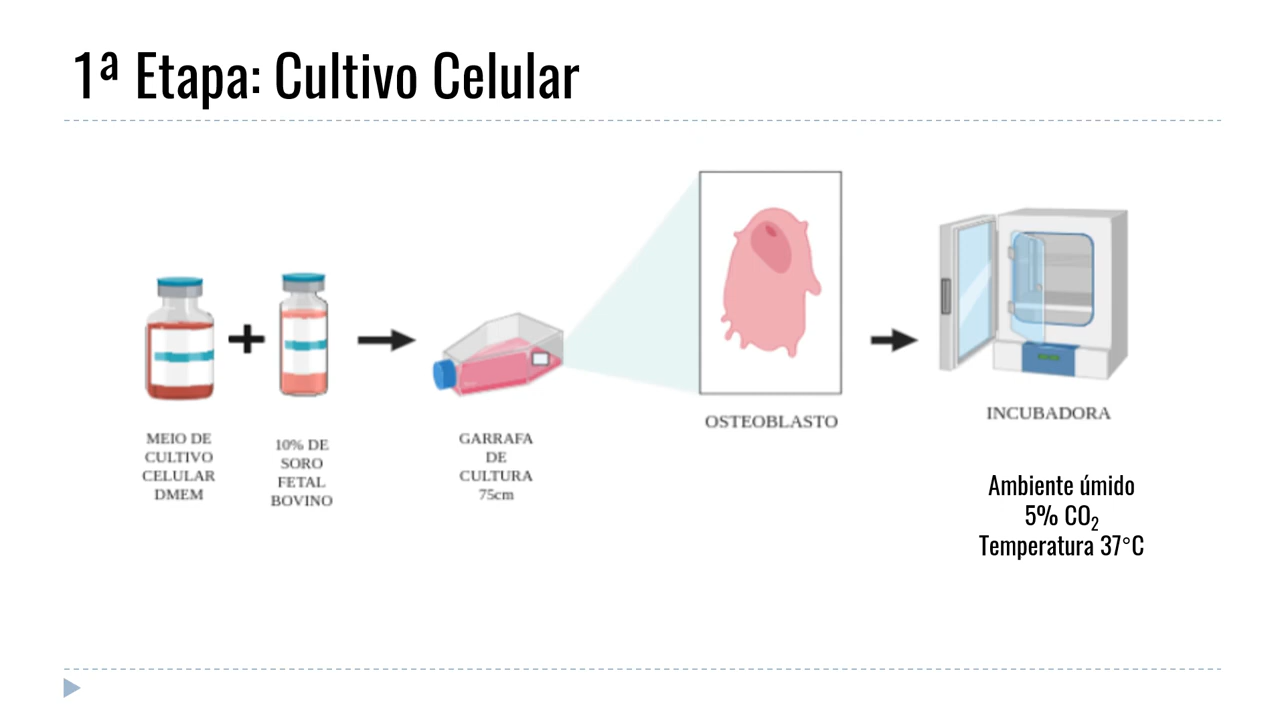 1ª Etapa: Cultivo Celular
MEIO DE
CULTIVO
CELULAR
DMEM
10% DE
SORO
FETAL
BOVINO
GARRAFA
DE
CULTURA
75cm
OSTEOBLASTO
INCUBADORA
Ambiente úmido
5% CO₂
Temperatura 37°C